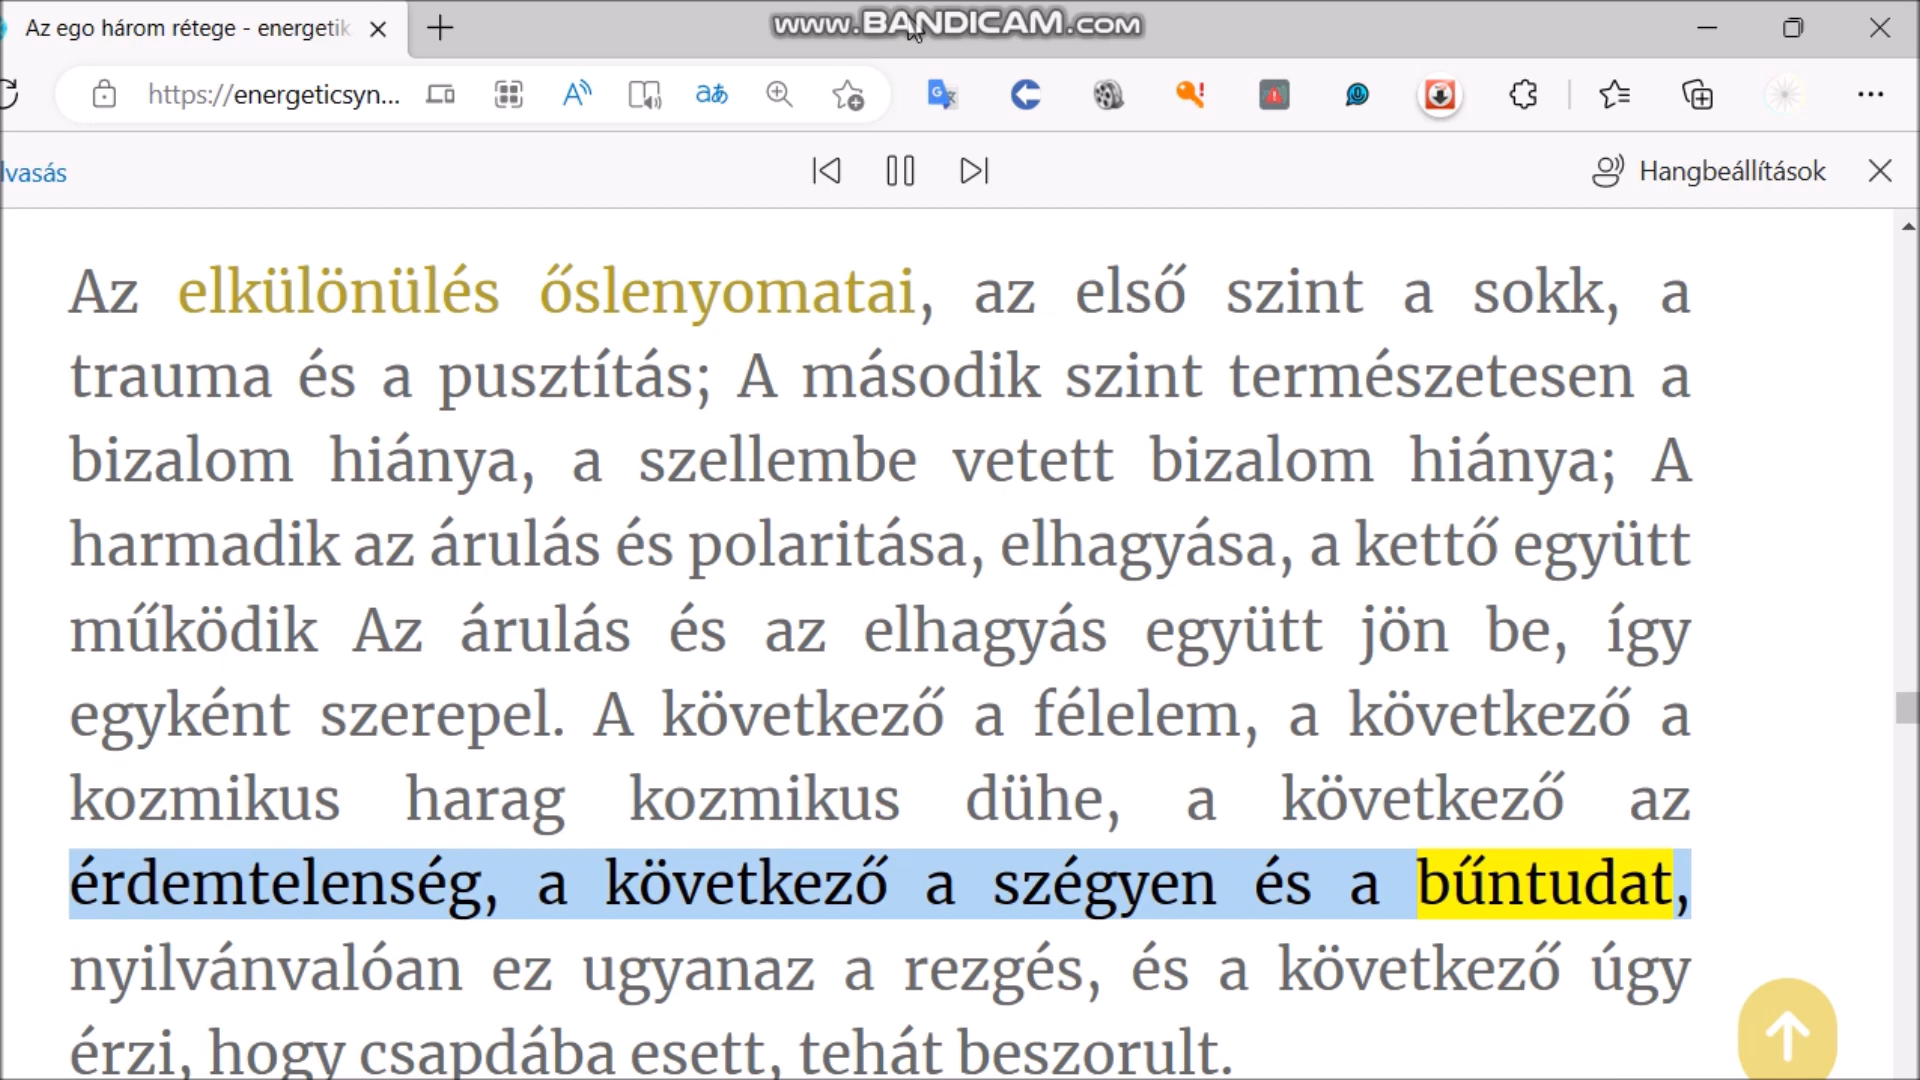 Az ego három rétege - energetik
www.BANDICAM.com
https://energeticsyn...
lvasás
Hangbeállítások
Az elkülönülés őslenyomatai, az első szint a sokk, a
trauma és a pusztítás; A második szint természetesen a
bizalom hiánya, a szellembe vetett bizalom hiánya; A
harmadik az árulás és polaritása, elhagyása, a kettő együtt
működik Az árulás és az elhagyás együtt jön be, így
egyként szerepel. A következő a félelem, a következő a
kozmikus harag kozmikus dühe, a következő az
érdemtelenség, a következő a szégyen és a bűntudat,
nyilvánvalóan ez ugyanaz a rezgés, és a következő úgy
érzi, hogy csapdába esett, tehát beszorult.